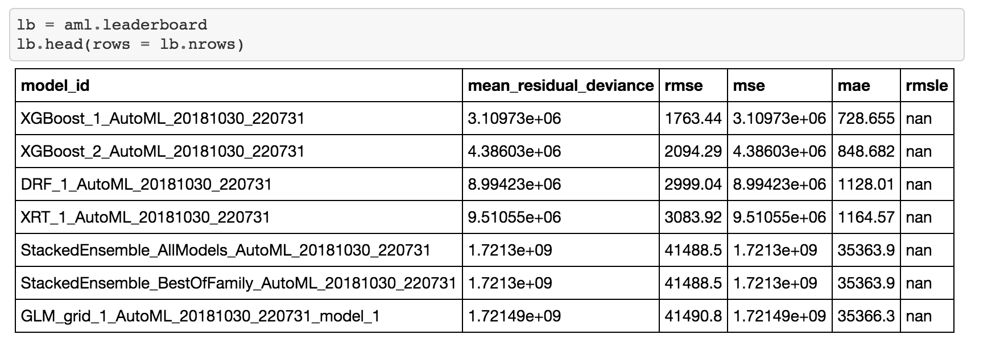 lb = aml.leaderboard
lb.head(rows = lb.nrows)
model_id mean_residual_deviance rmse mse mae rmsle
XGBoost_1_AutoML_20181030_220731 3.10973e+06 1763.44 3.10973e+06 728.655 nan
XGBoost_2_AutoML_20181030_220731 4.38603e+06 2094.29 4.38603e+06 848.682 nan
DRF_1_AutoML_20181030_220731 8.99423e+06 2999.04 8.99423e+06 1128.01 nan
XRT_1_AutoML_20181030_220731 9.51055e+06 3083.92 9.51055e+06 1164.57 nan
StackedEnsemble_AllModels_AutoML_20181030_220731 1.7213e+09 41488.5 1.7213e+09 35363.9 nan
StackedEnsemble_BestOfFamily_AutoML_20181030_220731 1.7213e+09 41488.5 1.7213e+09 35363.9 nan
GLM_grid_1_AutoML_20181030_220731_model_1 1.72149e+09 41490.8 1.72149e+09 35366.3 nan